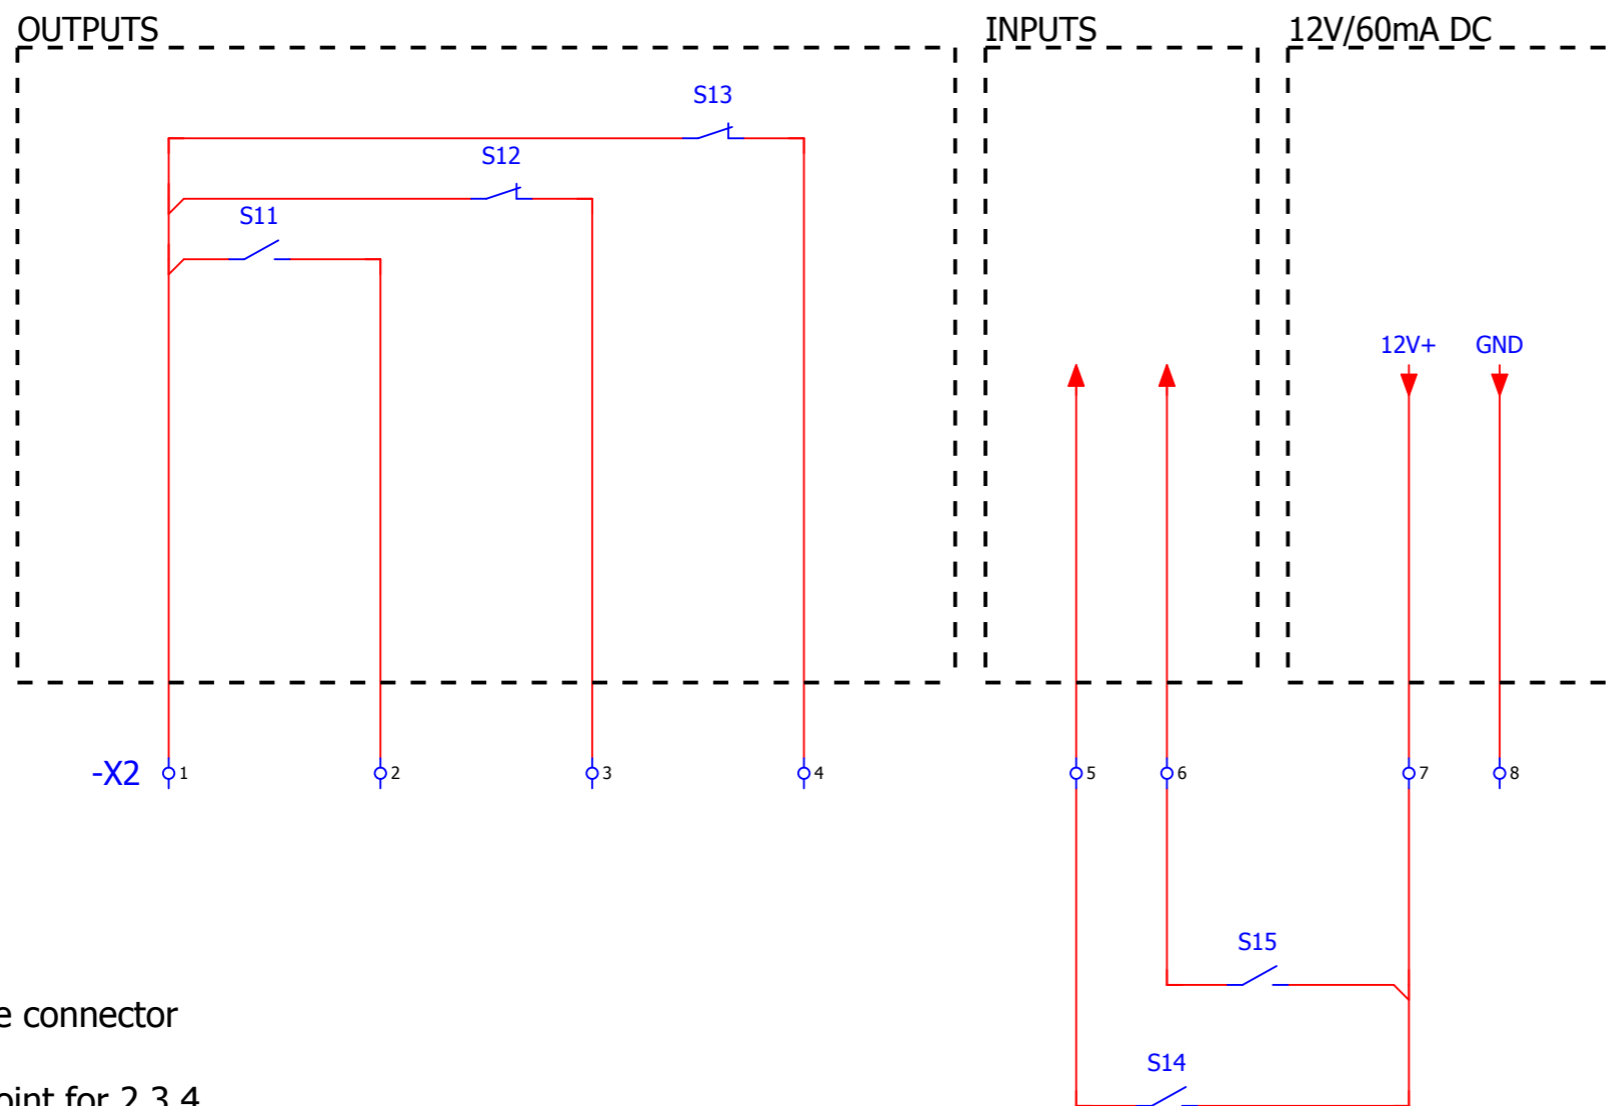 OUTPUTS
INPUTS
12V/60mA DC
S13
S12
S11
12V+
GND
-X2
1
2
3
4
5
6
7
8
S15
connector
S14
for 2,3,4